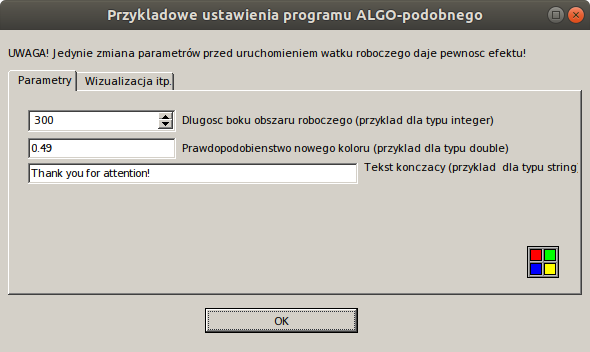 Przykladowe ustawienia programu ALGO-podobnego
UWAGA! Jedynie zmiana parametrów przed uruchomieniem watku roboczego daje pewnosc efektu!
Parametry Wizualizacja itp.
300 Dlugosc boku obszaru roboczego (przyklad dla typu integer)
0.49 Prawdopodobienstwo nowego koloru (przyklad dla typu double)
Thank you for attention! Tekst konczacy (przyklad dla typu string)
OK